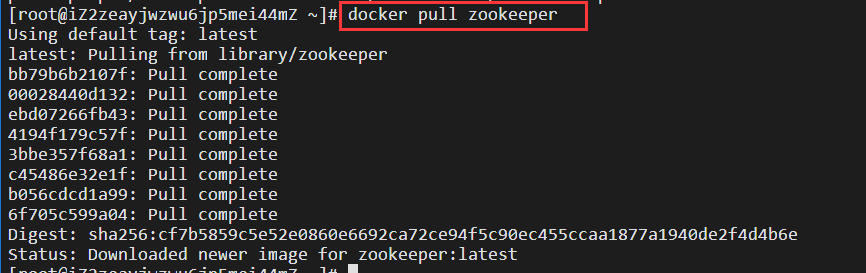 [root@iZ2zeayjwzwu6jp5mei44mZ ~]# docker pull zookeeper
Using default tag: latest
latest: Pulling from library/zookeeper
bb79b6b2107f: Pull complete
00028440d132: Pull complete
ebd07266fb43: Pull complete
4194f179c57f: Pull complete
3bbe357f68a1: Pull complete
c45486e32e1f: Pull complete
b056cdcd1a99: Pull complete
6f705c599a04: Pull complete
Digest: sha256:cf7b5859c5e52e0860e6692ca72ce94f5c90ec455ccaa1877a1940de2f4d4b6e
Status: Downloaded newer image for zookeeper:latest
[root@iZ2zeayjwzwu6jp5mei44mZ ~]#